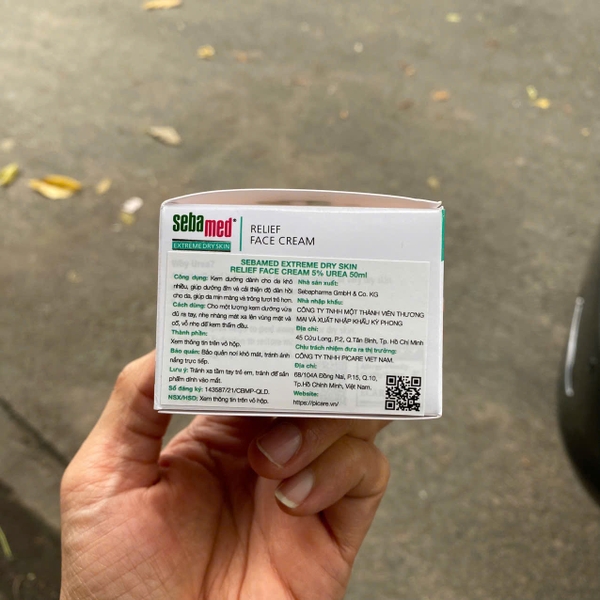 sebamed®
EXTREME DRY SKIN
RELIEF
FACE CREAM
SEBAMED EXTREME DRY SKIN
RELIEF FACE CREAM 5% UREA 50ml
Công dụng: Kem dưỡng dành cho da khô
nhiều, giúp dưỡng ẩm và cải thiện độ đàn hồi
cho da, giúp da mịn màng và trông tươi trẻ hơn.
Cách dùng: Cho một lượng kem dưỡng vừa
đủ ra tay, nhẹ nhàng mát xa lên vùng mặt và
cổ, vỗ nhẹ để kem thẩm thấu.
Thành phần:
Xem thông tin trên vỏ hộp.
Bảo quản: Bảo quản nơi khô mát, tránh ánh
nắng trực tiếp.
Lưu ý: Tránh xa tầm tay trẻ em, tránh để sản
phẩm dính vào mắt.
Số đăng ký: 143587/21/CBMP-QLD.
NSX/HSD: Xem thông tin trên vỏ hộp.
Nhà sản xuất:
Sebapharma GmbH & Co. KG
Nhà nhập khẩu:
CÔNG TY TNHH MỘT THÀNH VIÊN THƯƠNG
MẠI VÀ XUẤT NHẬP KHẨU KỲ PHONG
Địa chỉ:
45 Cửu Long, P.2, Q.Tân Bình, Tp. Hồ Chí Minh
Chịu trách nhiệm đưa ra thị trường:
CÔNG TY TNHH PICARE VIỆT NAM.
Địa chỉ:
68/104A Đồng Nai, P.15, Q.10,
Tp.Hồ Chính Minh, Việt Nam.
Website:
https://picare.vn/